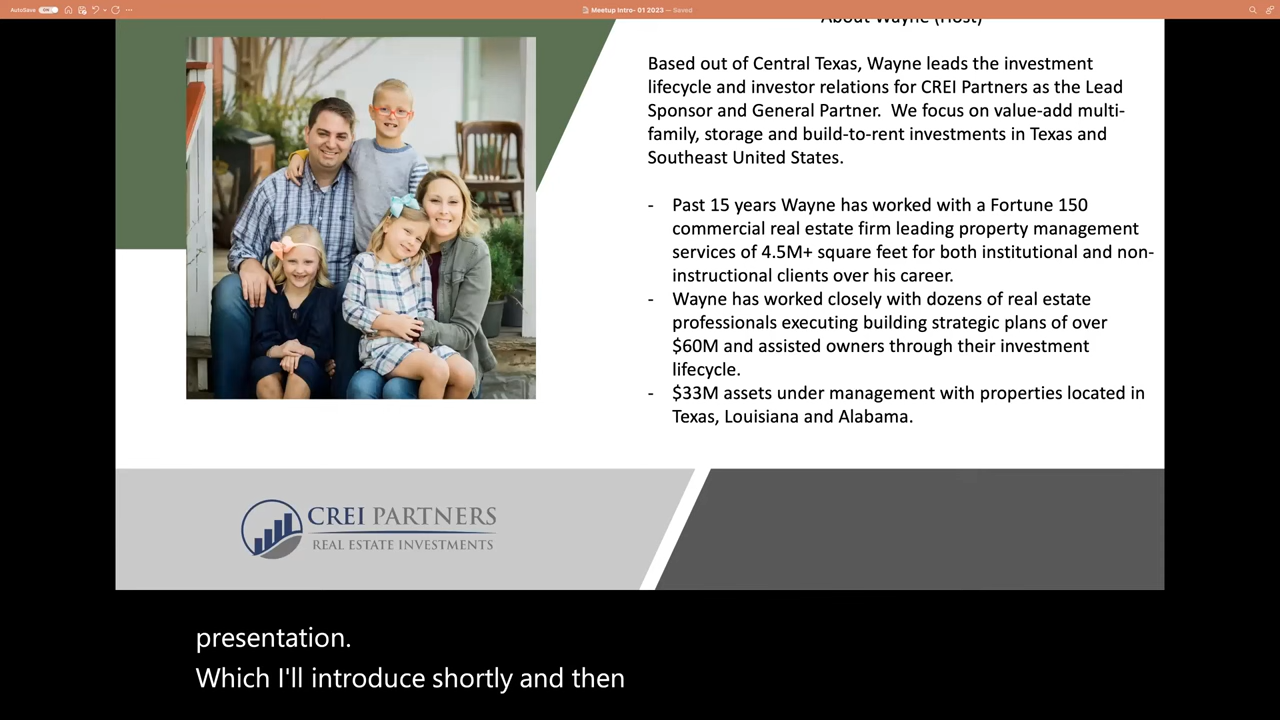 AutoSave ON
Meetup Intro- 01 2023 — Saved
About Wayne (Host)
Based out of Central Texas, Wayne leads the investment
lifecycle and investor relations for CREI Partners as the Lead
Sponsor and General Partner.  We focus on value-add multi-
family, storage and build-to-rent investments in Texas and
Southeast United States.
- Past 15 years Wayne has worked with a Fortune 150
commercial real estate firm leading property management
services of 4.5M+ square feet for both institutional and non-
instructional clients over his career.
- Wayne has worked closely with dozens of real estate
professionals executing building strategic plans of over
$60M and assisted owners through their investment
lifecycle.
- $33M assets under management with properties located in
Texas, Louisiana and Alabama.
CREI PARTNERS
REAL ESTATE INVESTMENTS
presentation.
Which I'll introduce shortly and then